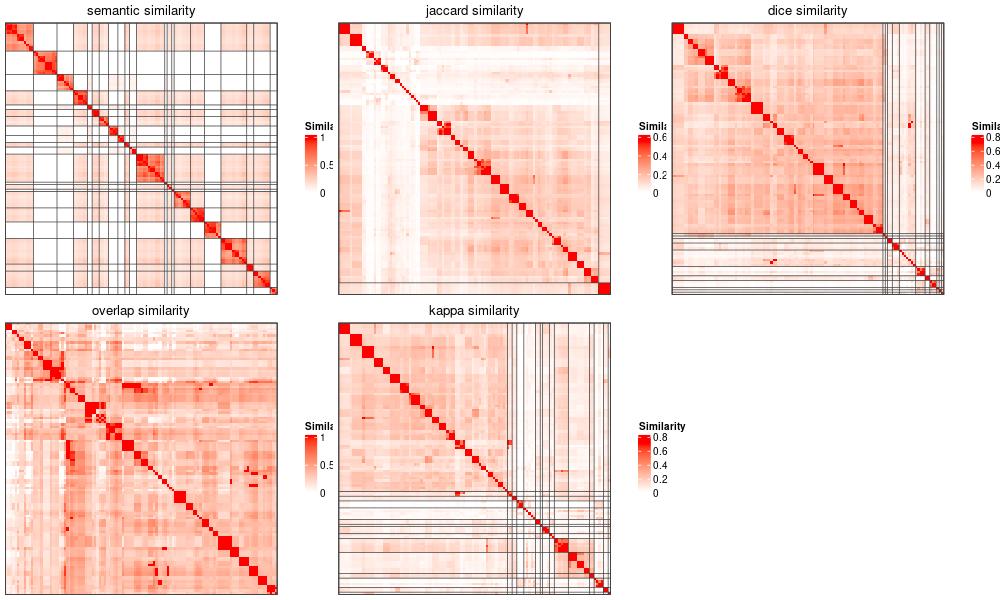 semantic similarity
Simila
1
0.5
0
jaccard similarity
Simila
0.6
0.4
0.2
0
dice similarity
Simila
0.8
0.6
0.4
0.2
0
overlap similarity
Simila
1
0.5
0
kappa similarity
Similarity
0.8
0.6
0.4
0.2
0